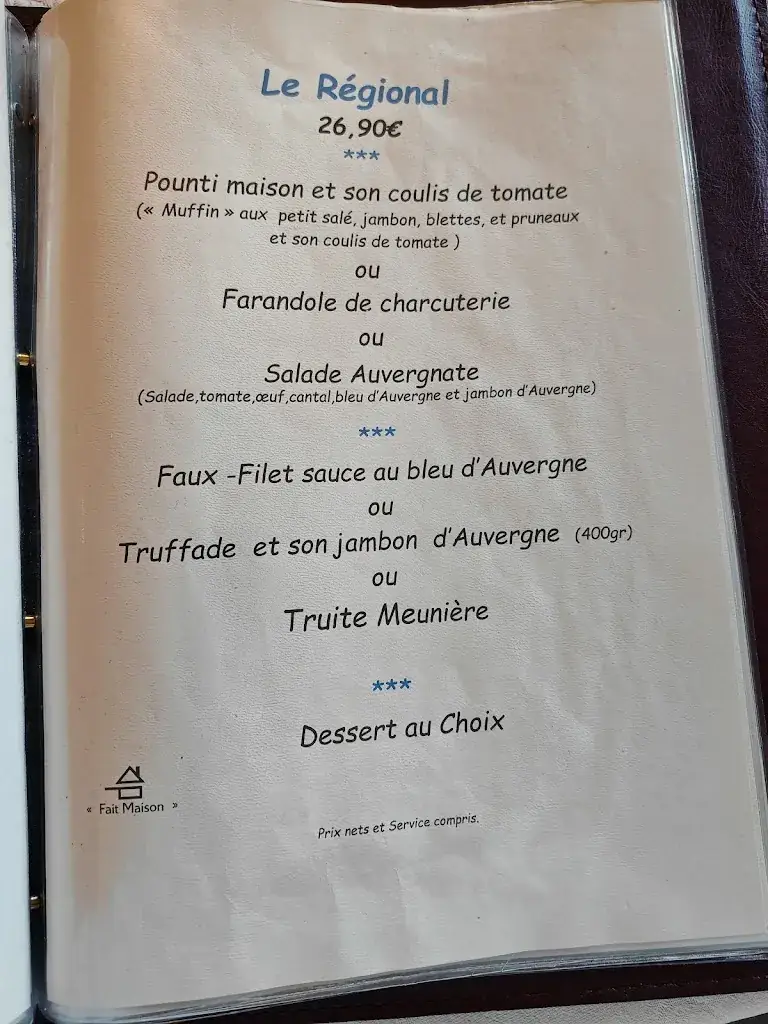 Le Régional
26,90€
***
Pounti maison et son coulis de tomate
(« Muffin » aux petit salé, jambon, blettes, et pruneaux
et son coulis de tomate )
ou
Farandole de charcuterie
ou
Salade Auvergnate
(Salade,tomate,œuf,cantal,bleu d'Auvergne et jambon d'Auvergne)
***
Faux -Filet sauce au bleu d'Auvergne
ou
Truffade et son jambon d'Auvergne (400gr)
ou
Truite Meunière
***
Dessert au Choix
« Fait Maison »
Prix nets et Service compris.